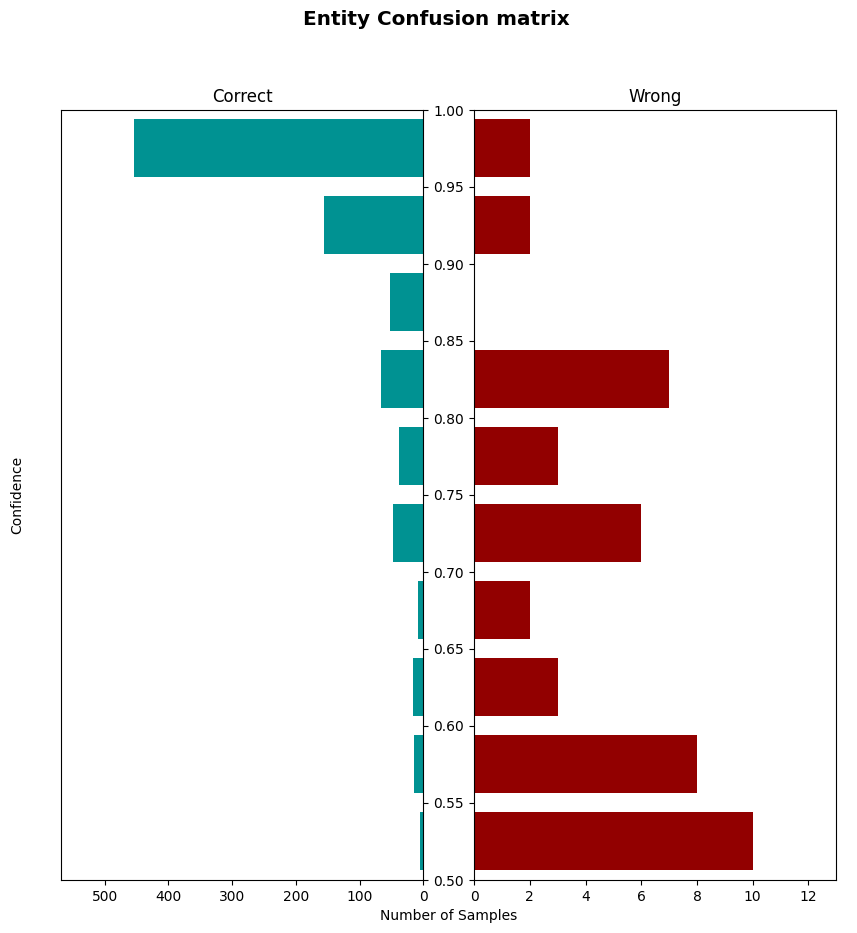 Entity Confusion matrix
Correct
Wrong
1.00
0.95
0.90
0.85
0.80
0.75
0.70
0.65
0.60
0.55
0.50
Confidence
500 400 300 200 100 0
0 2 4 6 8 10 12
Number of Samples